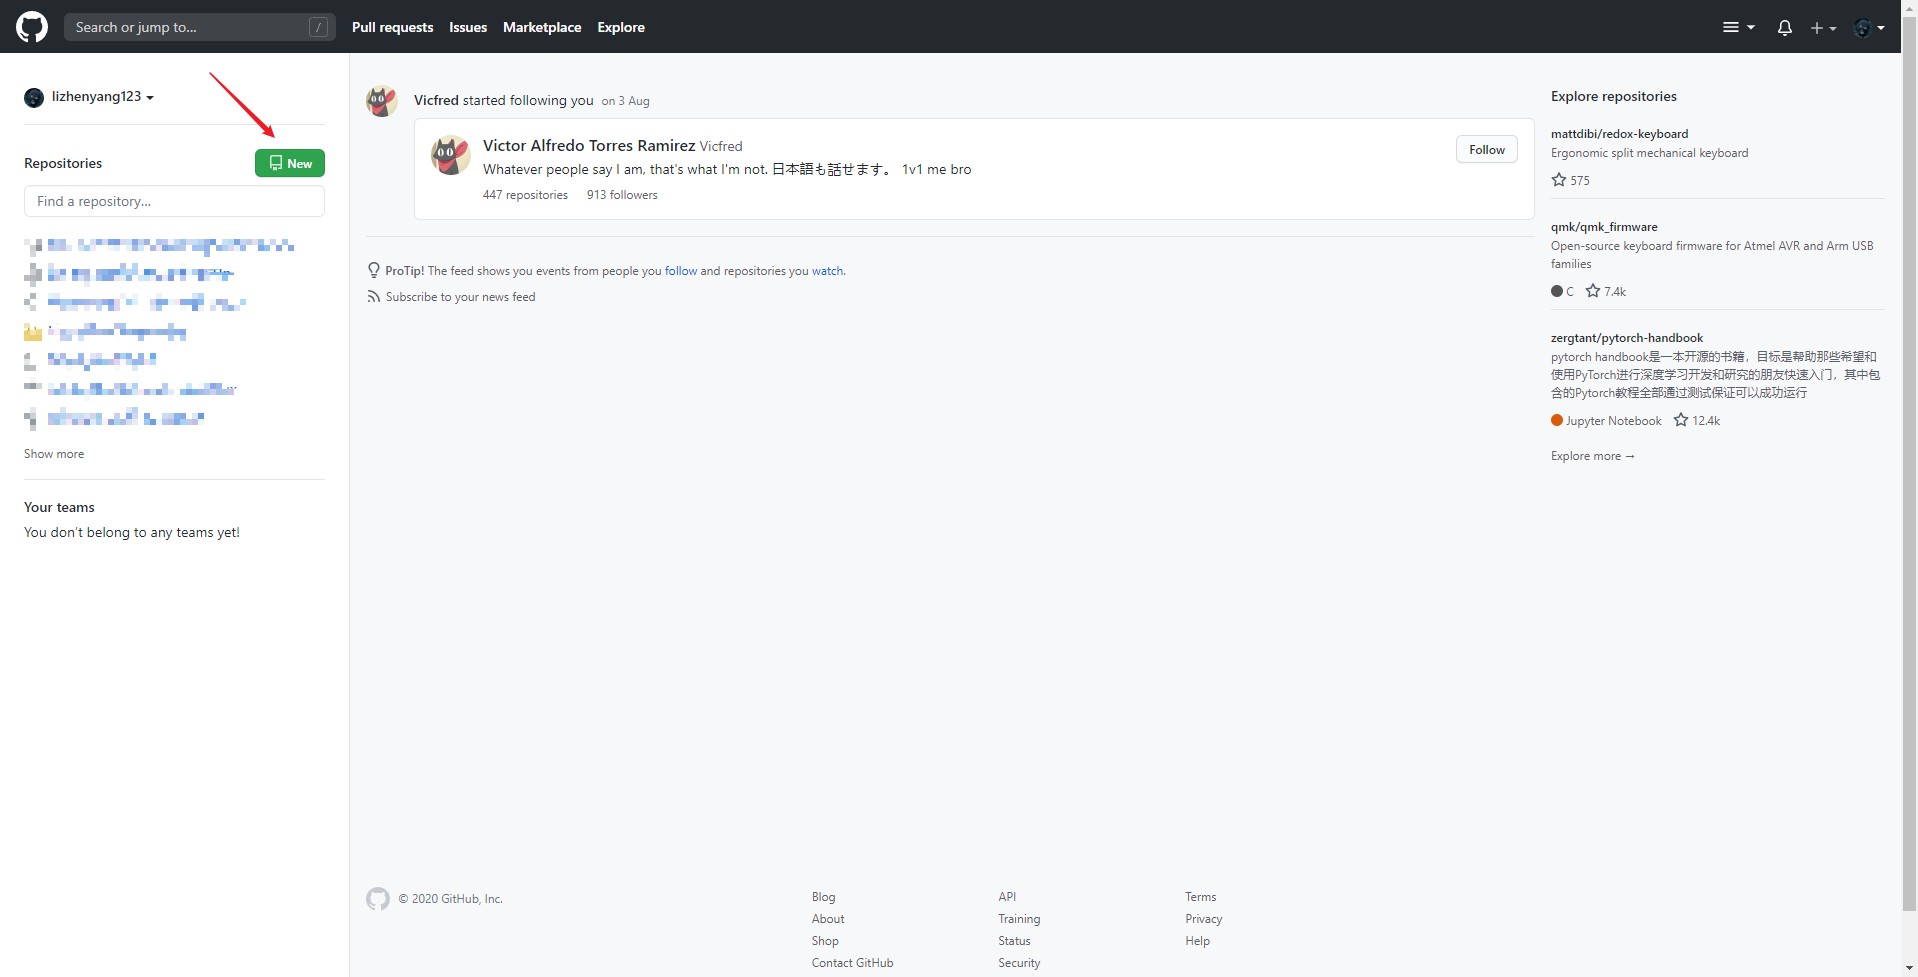 Search or jump to...
/
Pull requests
Issues
Marketplace
Explore
lizhenyang123
Repositories
New
Find a repository...
Show more
Your teams
You don't belong to any teams yet!
Vicfred started following you on 3 Aug
Victor Alfredo Torres Ramirez Vicfred
Whatever people say I am, that's what I'm not. 日本語も話せます。 1v1 me bro
447 repositories 913 followers
Follow
ProTip! The feed shows you events from people you follow and repositories you watch.
Subscribe to your news feed
Explore repositories
mattdibi/redox-keyboard
Ergonomic split mechanical keyboard
575
qmk/qmk_firmware
Open-source keyboard firmware for Atmel AVR and Arm USB
families
C 7.4k
zergtant/pytorch-handbook
pytorch handbook是一本开源的书籍，目标是帮助那些希望和
使用PyTorch进行深度学习开发和研究的朋友快速入门，其中包
含的Pytorch教程全部通过测试保证可以成功运行
Jupyter Notebook 12.4k
Explore more →
© 2020 GitHub, Inc.
Blog
About
Shop
Contact GitHub
API
Training
Status
Security
Terms
Privacy
Help